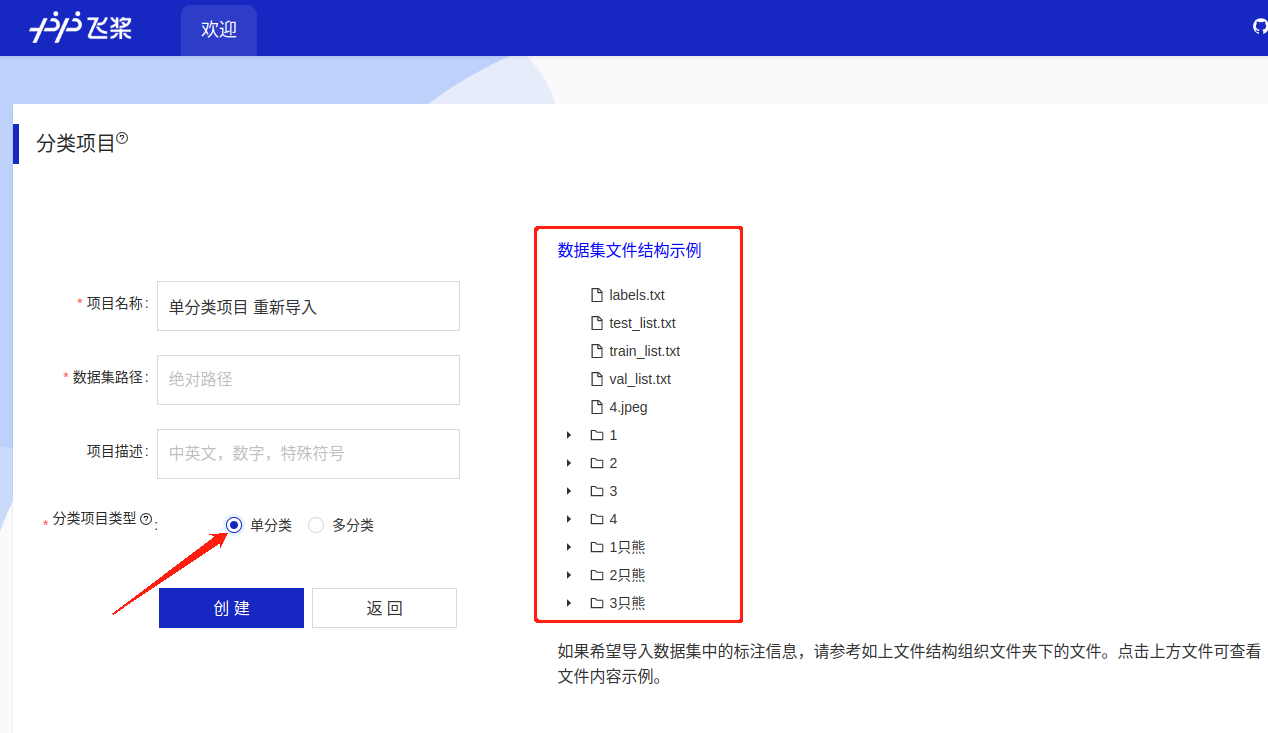 飞桨
欢迎
分类项目
数据集文件结构示例
* 项目名称: 单分类项目 重新导入
* 数据集路径: 绝对路径
项目描述: 中英文，数字，特殊符号
* 分类项目类型 : 单分类 多分类
创 建 返 回
labels.txt
test_list.txt
train_list.txt
val_list.txt
4.jpeg
1
2
3
4
1只熊
2只熊
3只熊
如果希望导入数据集中的标注信息，请参考如上文件结构组织文件夹下的文件。点击上方文件可查看
文件内容示例。